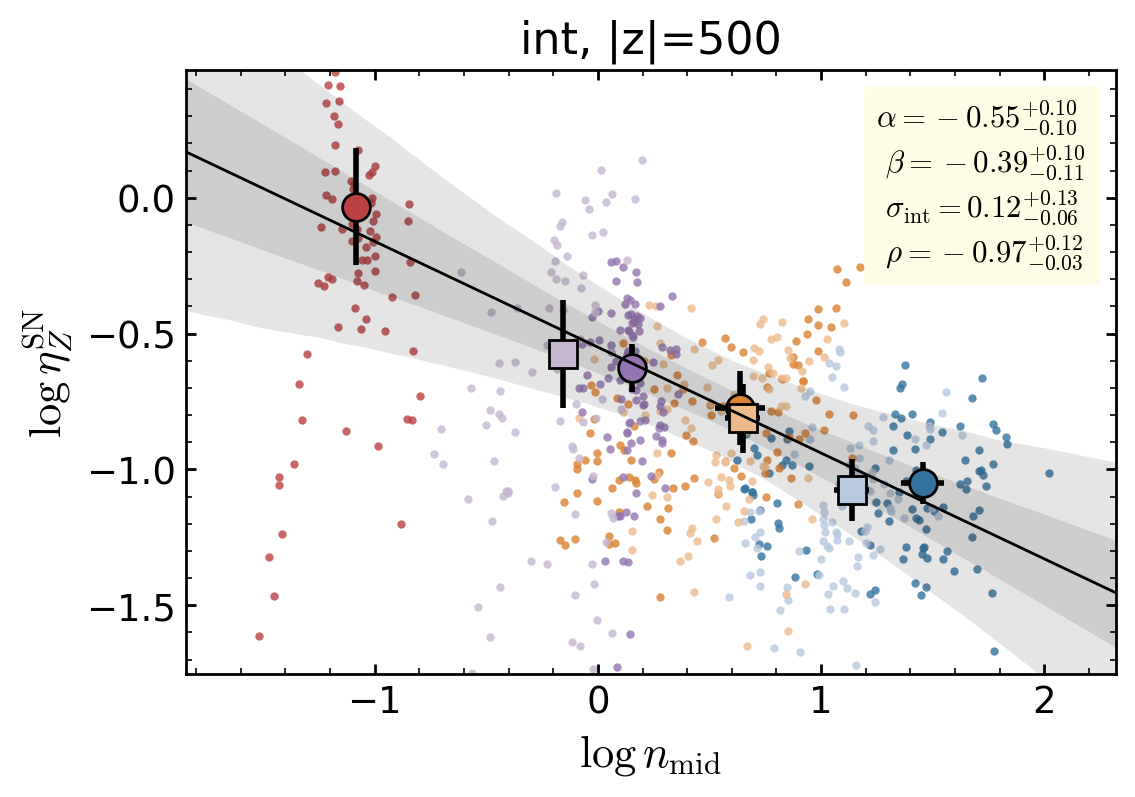 int, |z|=500
α = −0.55 +0.10 −0.10
β = −0.39 +0.10 −0.11
σint = 0.12 +0.13 −0.06
ρ = −0.97 +0.12 −0.03
log η_Z^SN
0.0
−0.5
−1.0
−1.5
−1 0 1 2
log n_mid